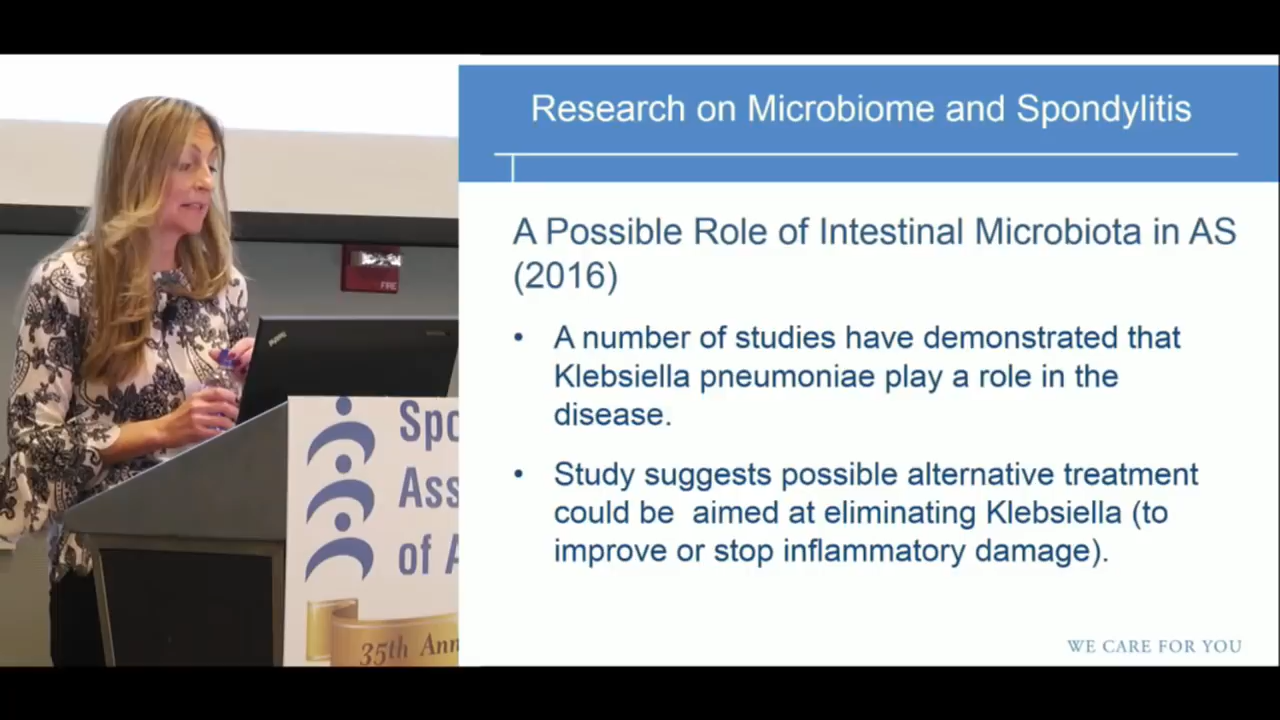 Research on Microbiome and Spondylitis
A Possible Role of Intestinal Microbiota in AS
(2016)
• A number of studies have demonstrated that
Klebsiella pneumoniae play a role in the
disease.
• Study suggests possible alternative treatment
could be aimed at eliminating Klebsiella (to
improve or stop inflammatory damage).
WE CARE FOR YOU
FIRE
ThinkPad
Spo
Ass
of A
35th Ann